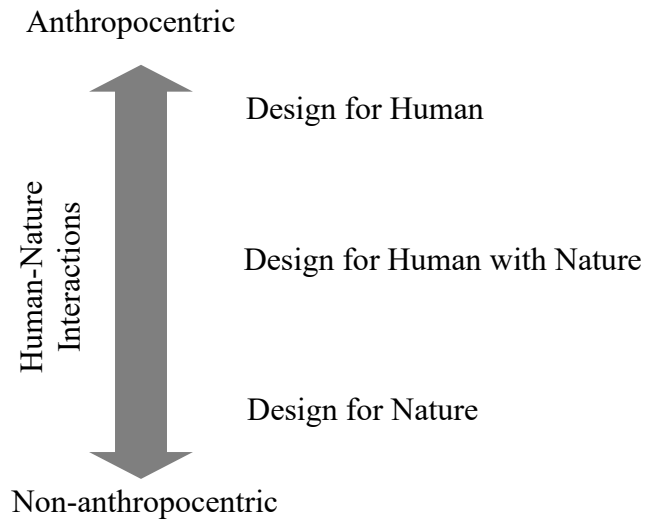 Anthropocentric
Design for Human
Human-Nature
Interactions
Design for Human with Nature
Design for Nature
Non-anthropocentric